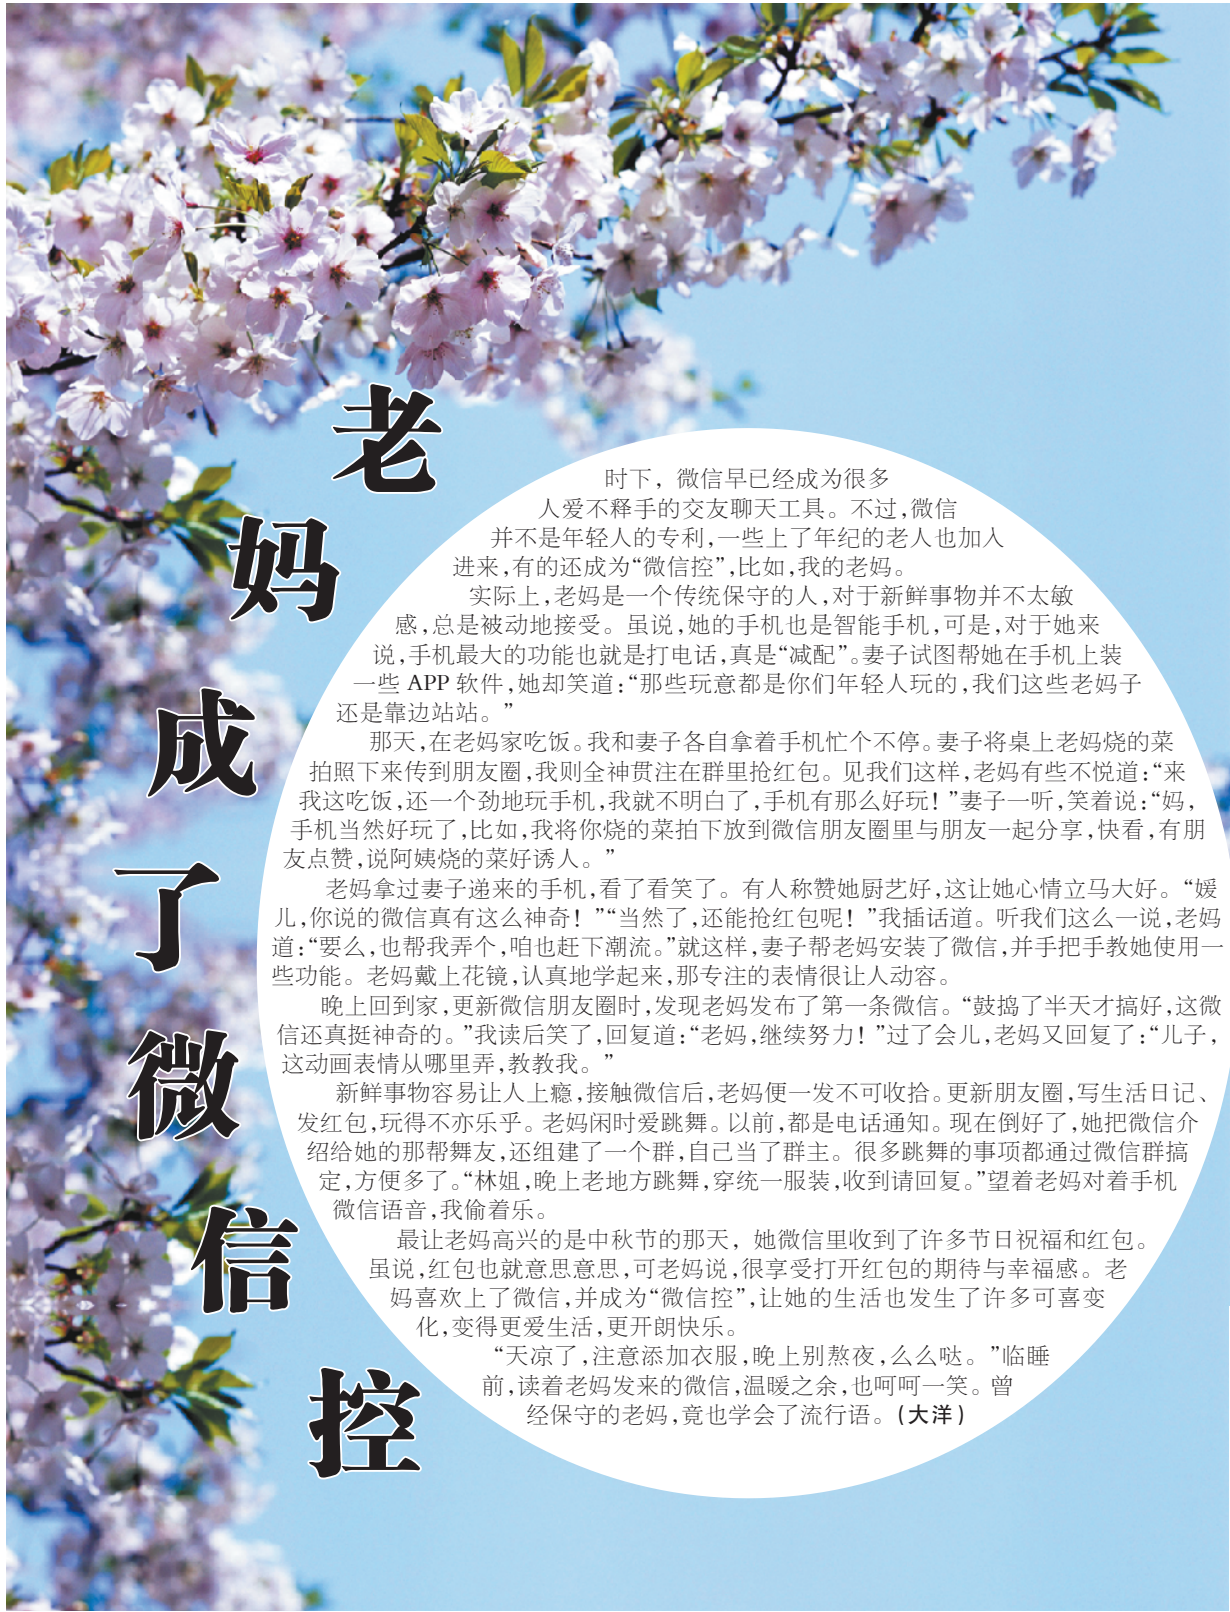 老妈成了微信控
时下，微信早已经成为很多
人爱不释手的交友聊天工具。不过，微信
并不是年轻人的专利，一些上了年纪的老人也加入
进来，有的还成为“微信控”，比如，我的老妈。
实际上，老妈是一个传统保守的人，对于新鲜事物并不太敏
感，总是被动地接受。虽说，她的手机也是智能手机，可是，对于她来
说，手机最大的功能也就是打电话，真是“减配”。妻子试图帮她在手机上装
一些 APP 软件，她却笑道：“那些玩意都是你们年轻人玩的，我们这些老妈子
还是靠边站站。”
那天，在老妈家吃饭。我和妻子各自拿着手机忙个不停。妻子将桌上老妈烧的菜
拍照下来传到朋友圈，我则全神贯注在群里抢红包。见我们这样，老妈有些不悦道：“来
我这吃饭，还一个劲地玩手机，我就不明白了，手机有那么好玩！”妻子一听，笑着说：“妈，
手机当然好玩了，比如，我将你烧的菜拍下放到微信朋友圈里与朋友一起分享，快看，有朋
友点赞，说阿姨烧的菜好诱人。”
老妈拿过妻子递来的手机，看了看笑了。有人称赞她厨艺好，这让她心情立马大好。“媛
儿，你说的微信真有这么神奇！”“当然了，还能抢红包呢！”我插话道。听我们这么一说，老妈
道：“要么，也帮我弄个，咱也赶下潮流。”就这样，妻子帮老妈安装了微信，并手把手教她使用一
些功能。老妈戴上花镜，认真地学起来，那专注的表情很让人动容。
晚上回到家，更新微信朋友圈时，发现老妈发布了第一条微信。“鼓捣了半天才搞好，这微
信还真挺神奇的。”我读后笑了，回复道：“老妈，继续努力！”过了会儿，老妈又回复了：“儿子，
这动画表情从哪里弄，教教我。”
新鲜事物容易让人上瘾，接触微信后，老妈便一发不可收拾。更新朋友圈，写生活日记、
发红包，玩得不亦乐乎。老妈闲时爱跳舞。以前，都是电话通知。现在倒好了，她把微信介
绍给她的那帮舞友，还组建了一个群，自己当了群主。很多跳舞的事项都通过微信群搞
定，方便多了。“林姐，晚上老地方跳舞，穿统一服装，收到请回复。”望着老妈对着手机
微信语音，我偷着乐。
最让老妈高兴的是中秋节的那天，她微信里收到了许多节日祝福和红包。
虽说，红包也就意思意思，可老妈说，很享受打开红包的期待与幸福感。老
妈喜欢上了微信，并成为“微信控”，让她的生活也发生了许多可喜变
化，变得更爱生活，更开朗快乐。
“天凉了，注意添加衣服，晚上别熬夜，么么哒。”临睡
前，读着老妈发来的微信，温暖之余，也呵呵一笑。曾
经保守的老妈，竟也学会了流行语。（大洋）